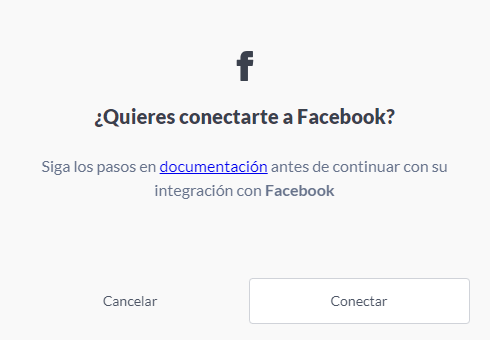 ¿Quieres conectarte a Facebook?
Siga los pasos en documentación antes de continuar con su
integración con Facebook
Cancelar
Conectar